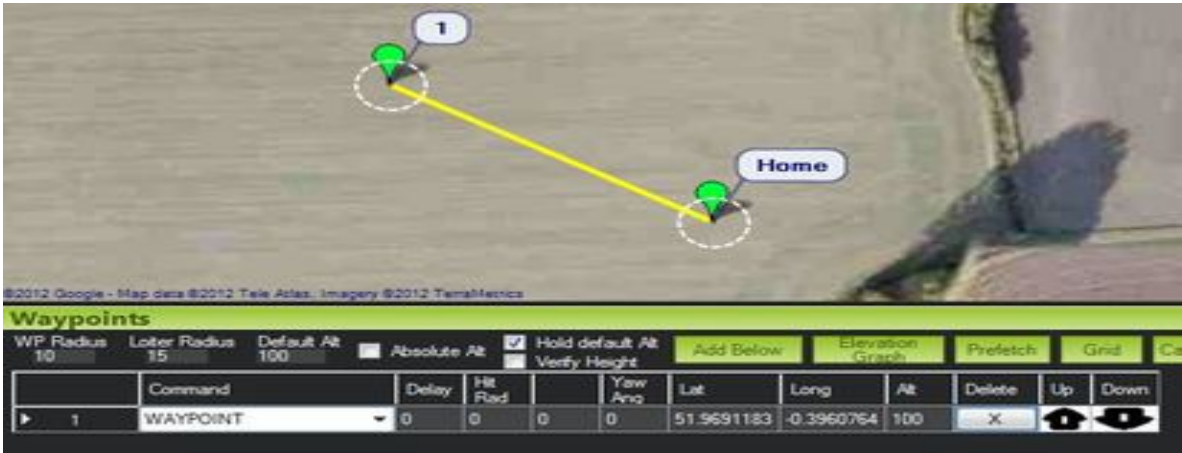 1
Home
©2012 Google - Map data ©2012 Tele Atlas, Imagery ©2012 TerraMetrics
Waypoints
WP Radius Loiter Radius Default Alt Absolute Alt Hold default Alt Add Below Elevation Graph Prefetch Grid Ca
10 15 100 Verify Height
Command Delay Hit Rad Yaw Ang Lat Long Alt Delete Up Down
1 WAYPOINT 0 0 0 0 51.9691183 -0.3960764 100 X